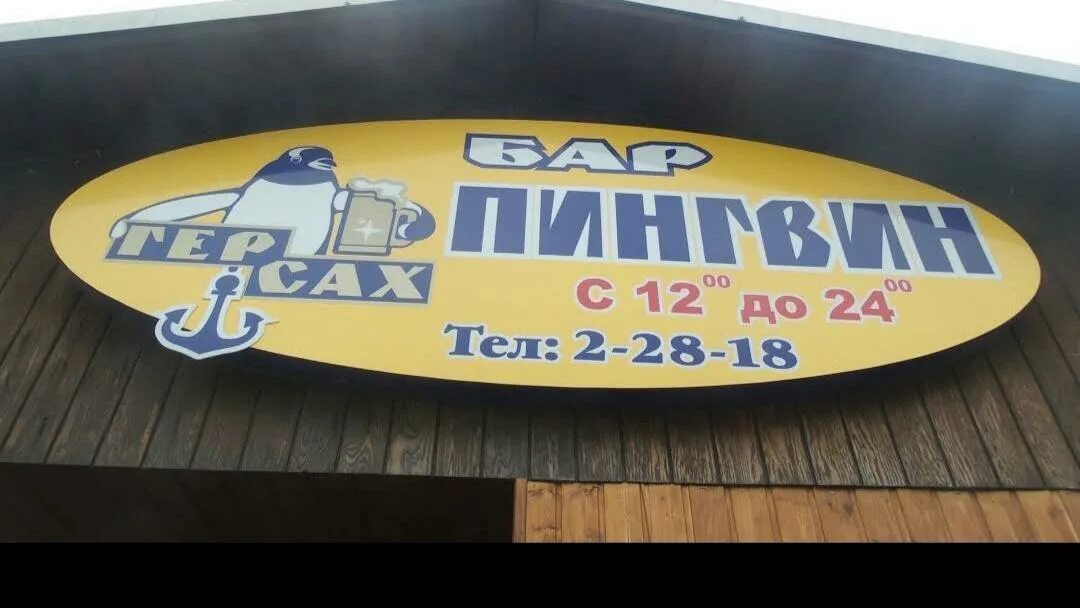 БАР
ПИНГВИН
ГЕР
САХ
С 12⁰⁰ до 24⁰⁰
Тел: 2-28-18